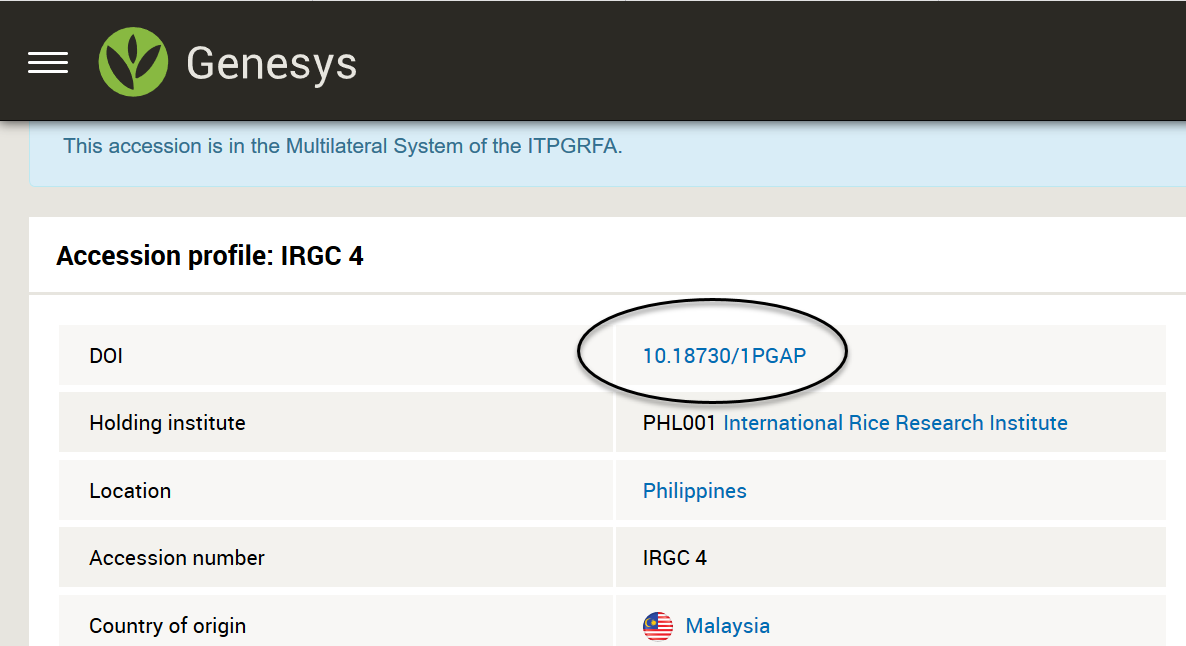 Genesys
This accession is in the Multilateral System of the ITPGRFA.
Accession profile: IRGC 4
DOI 10.18730/1PGAP
Holding institute PHL001 International Rice Research Institute
Location Philippines
Accession number IRGC 4
Country of origin Malaysia